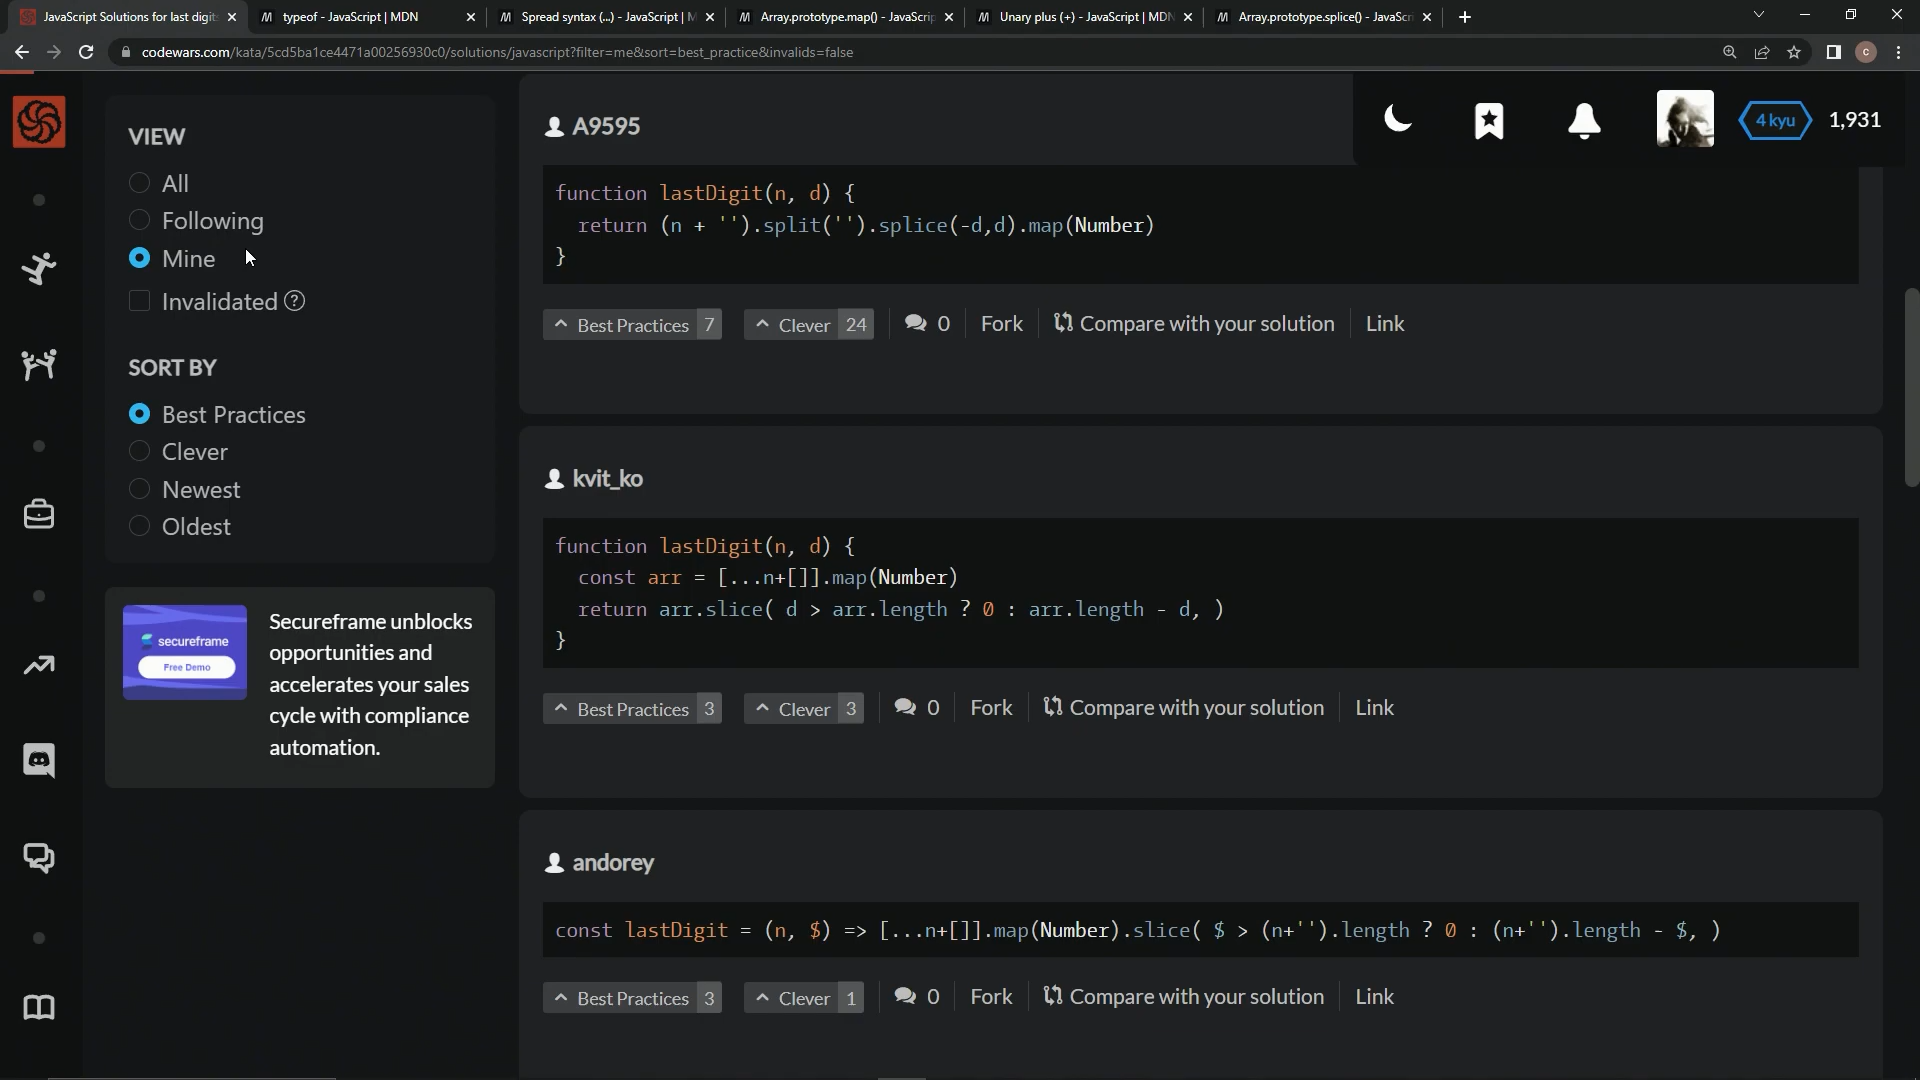 JavaScript Solutions for last digit
typeof - JavaScript | MDN
Spread syntax (...) - JavaScript | M
Array.prototype.map() - JavaScrip
Unary plus (+) - JavaScript | MDN
Array.prototype.splice() - JavaScri
codewars.com/kata/5cd5ba1ce4471a00256930c0/solutions/javascript?filter=me&sort=best_practice&invalids=false
C
4 kyu
1,931
VIEW
All
Following
Mine
Invalidated ?
SORT BY
Best Practices
Clever
Newest
Oldest
secureframe
Free Demo
Secureframe unblocks
opportunities and
accelerates your sales
cycle with compliance
automation.
A9595
function lastDigit(n, d) {
return (n + '').split('').splice(-d,d).map(Number)
}
Best Practices 7 Clever 24 0 Fork Compare with your solution Link
kvit_ko
function lastDigit(n, d) {
const arr = [...n+[]].map(Number)
return arr.slice( d > arr.length ? 0 : arr.length - d, )
}
Best Practices 3 Clever 3 0 Fork Compare with your solution Link
andorey
const lastDigit = (n, $) => [...n+[]].map(Number).slice( $ > (n+'').length ? 0 : (n+'').length - $, )
Best Practices 3 Clever 1 0 Fork Compare with your solution Link